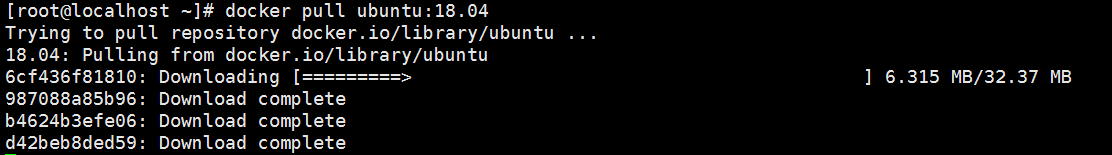 [root@localhost ~]# docker pull ubuntu:18.04
Trying to pull repository docker.io/library/ubuntu ...
18.04: Pulling from docker.io/library/ubuntu
6cf436f81810: Downloading [=========>                                         ] 6.315 MB/32.37 MB
987088a85b96: Download complete
b4624b3efe06: Download complete
d42beb8ded59: Download complete